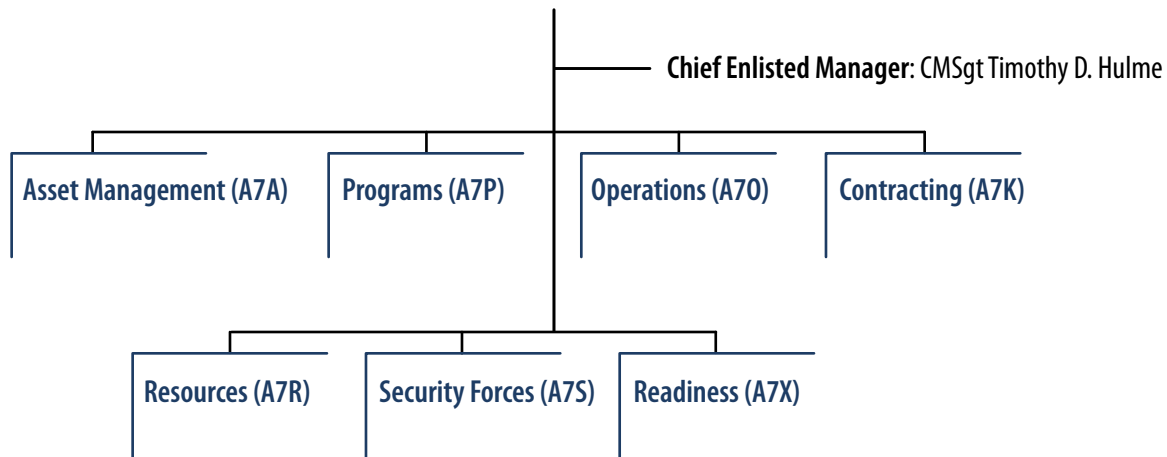 Chief Enlisted Manager: CMSgt Timothy D. Hulme
Asset Management (A7A)
Programs (A7P)
Operations (A7O)
Contracting (A7K)
Resources (A7R)
Security Forces (A7S)
Readiness (A7X)